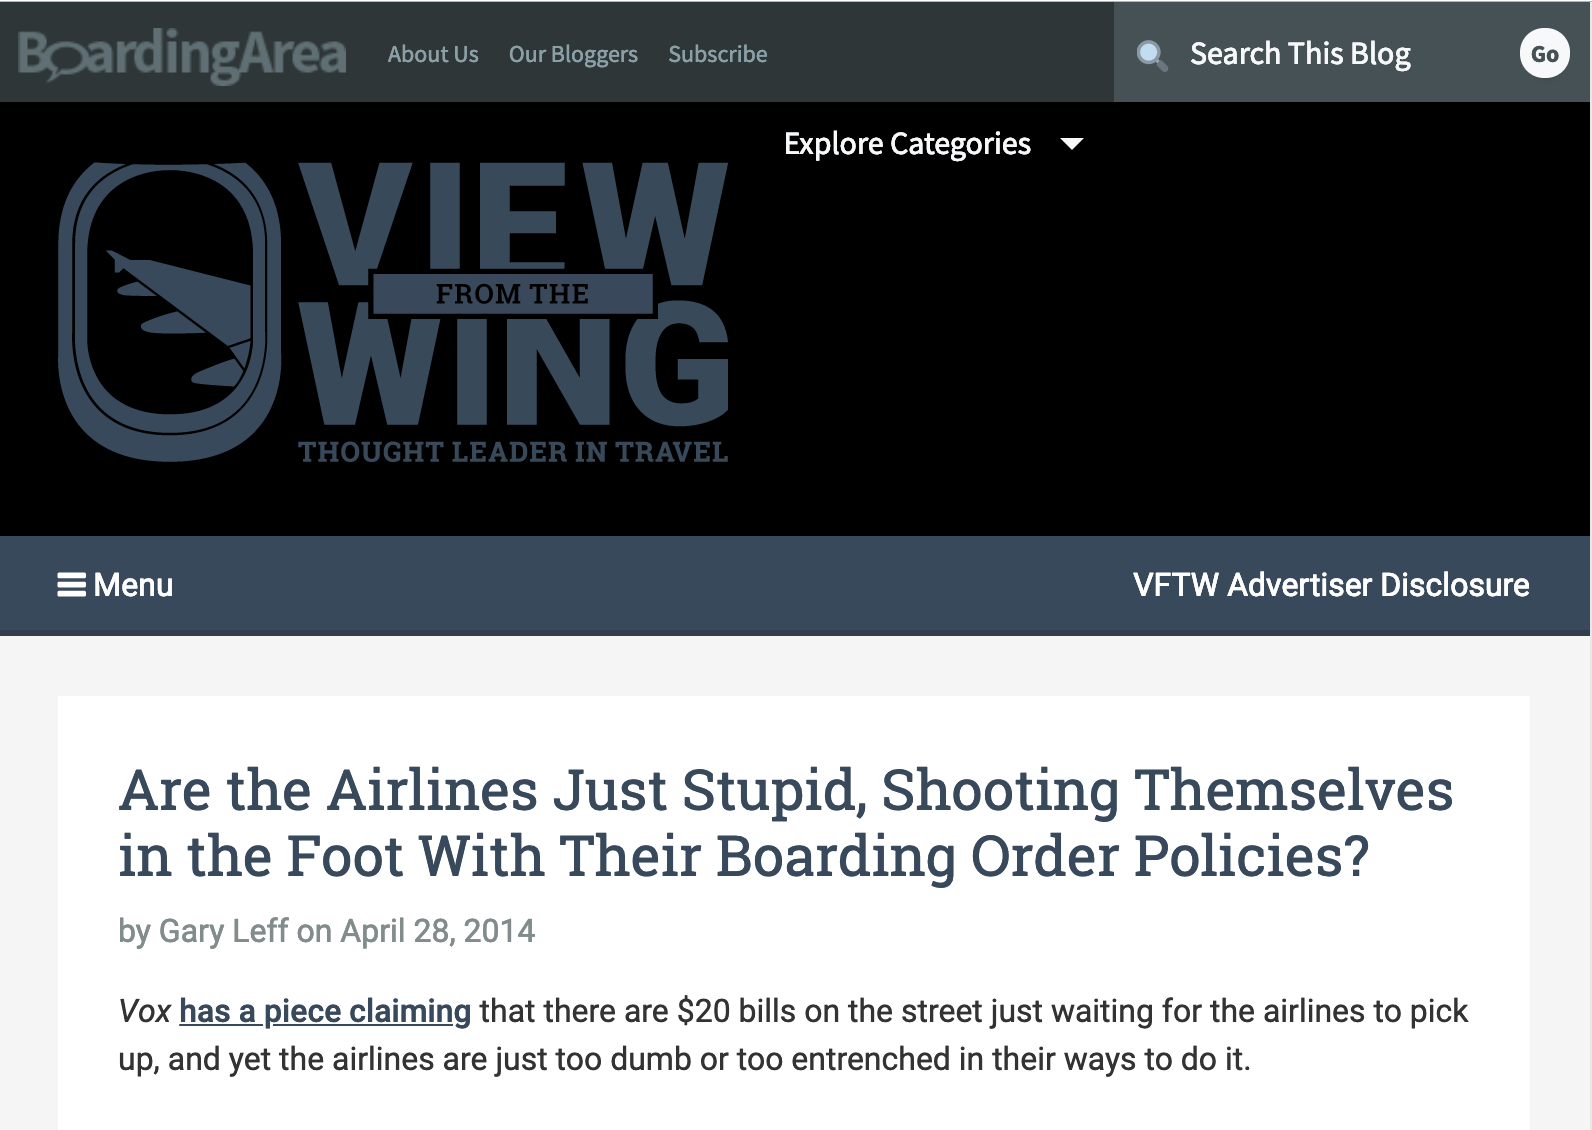 BoardingArea About Us Our Bloggers Subscribe Search This Blog Go
Explore Categories
VIEW
FROM THE
WING
THOUGHT LEADER IN TRAVEL
Menu VFTW Advertiser Disclosure
Are the Airlines Just Stupid, Shooting Themselves
in the Foot With Their Boarding Order Policies?
by Gary Leff on April 28, 2014
Vox has a piece claiming that there are $20 bills on the street just waiting for the airlines to pick
up, and yet the airlines are just too dumb or too entrenched in their ways to do it.